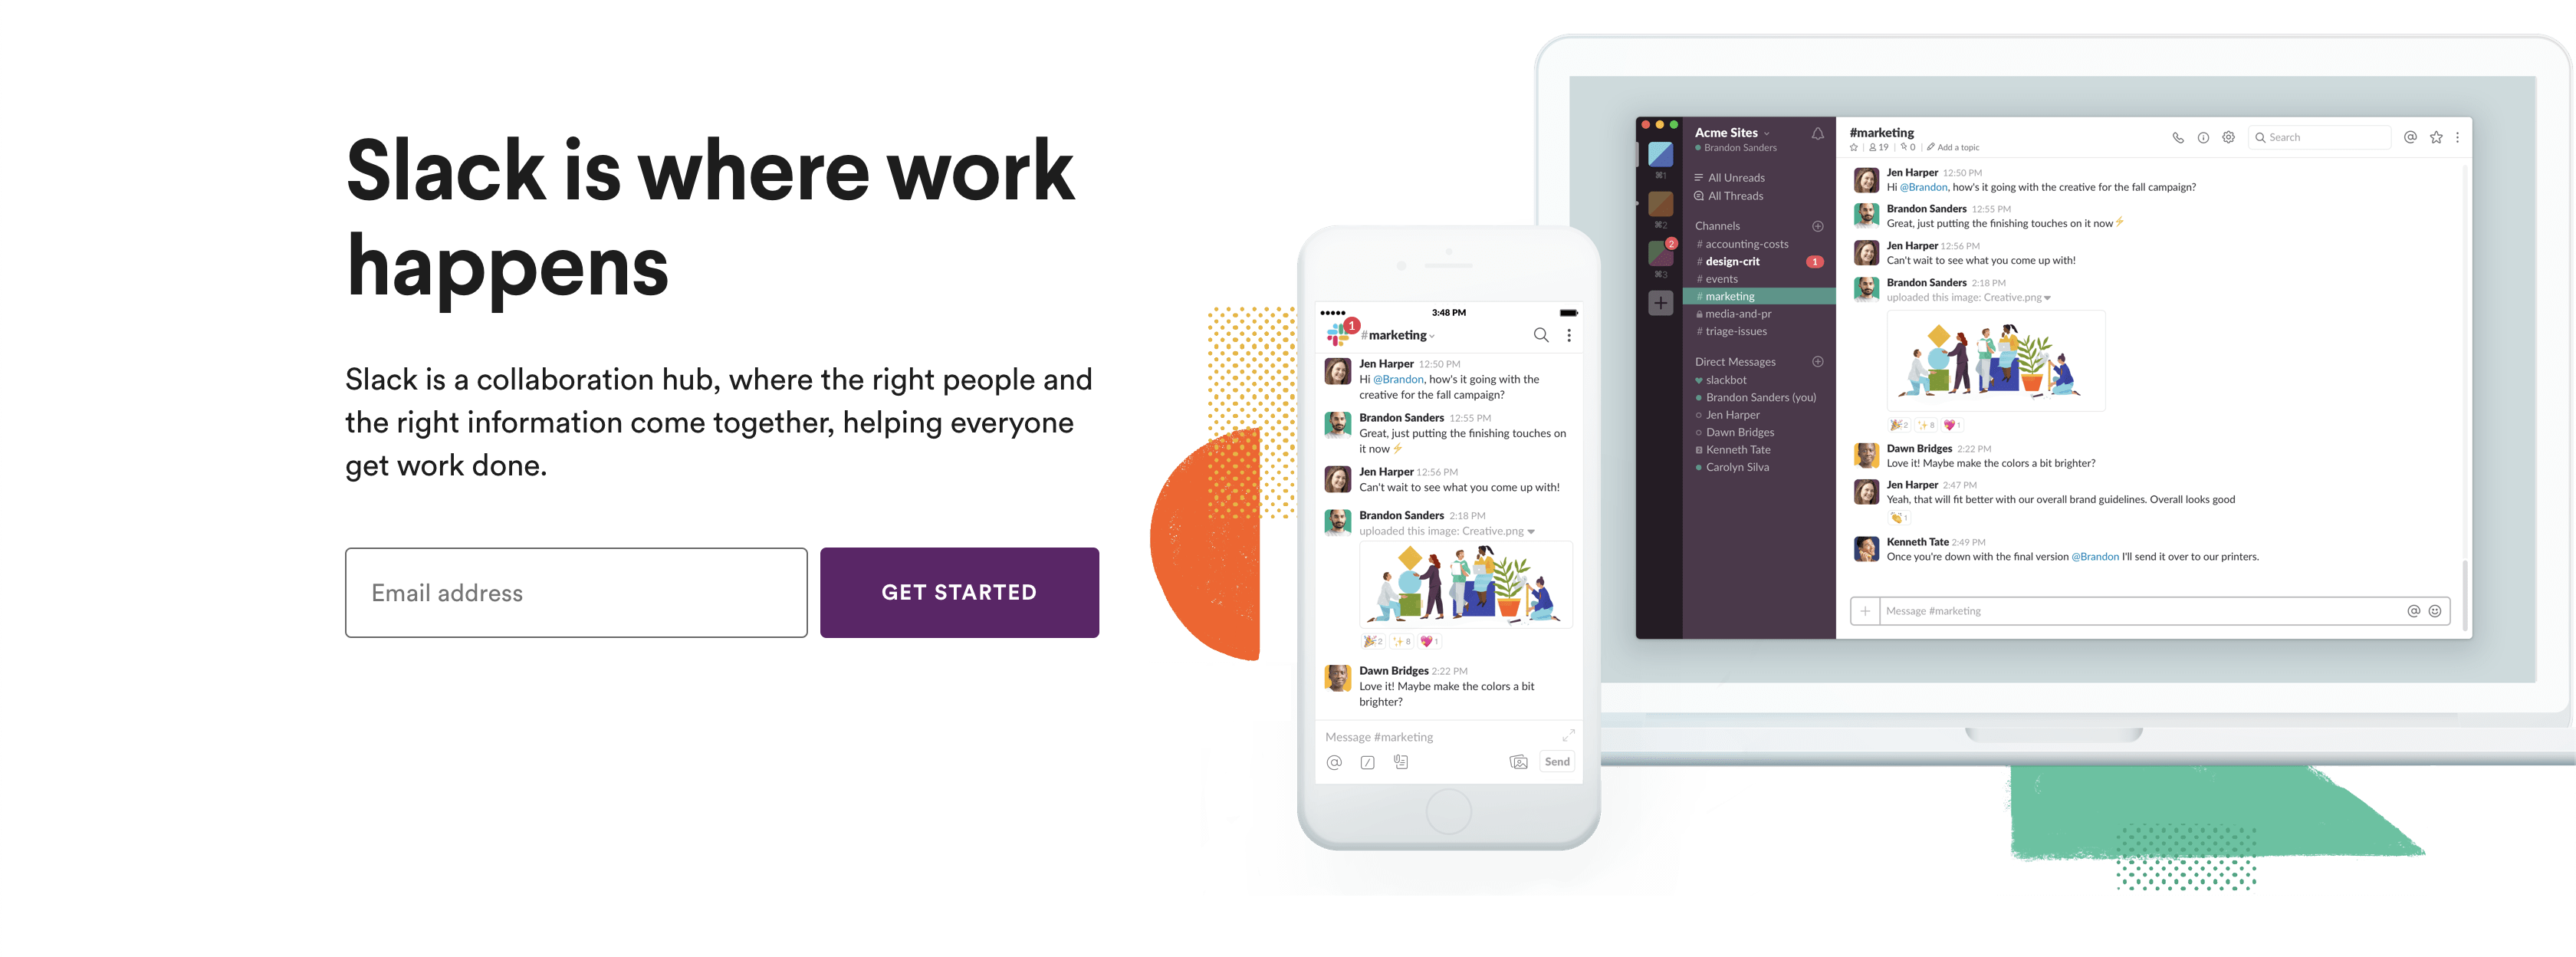 Slack is where work
happens
Slack is a collaboration hub, where the right people and
the right information come together, helping everyone
get work done.
Email address
GET STARTED
3:48 PM
1
#marketing
Jen Harper 12:50 PM
Hi @Brandon, how's it going with the
creative for the fall campaign?
Brandon Sanders 12:55 PM
Great, just putting the finishing touches on
it now⚡
Jen Harper 12:56 PM
Can't wait to see what you come up with!
Brandon Sanders 2:18 PM
uploaded this image: Creative.png
2 8 1
Dawn Bridges 2:22 PM
Love it! Maybe make the colors a bit
brighter?
Message #marketing
Send
⌘1
⌘2
2
⌘3
Acme Sites
Brandon Sanders
All Unreads
All Threads
Channels
# accounting-costs
# design-crit 1
# events
# marketing
media-and-pr
# triage-issues
Direct Messages
slackbot
Brandon Sanders (you)
Jen Harper
Dawn Bridges
Kenneth Tate
Carolyn Silva
#marketing
19 | 0 | Add a topic
Search
Jen Harper 12:50 PM
Hi @Brandon, how's it going with the creative for the fall campaign?
Brandon Sanders 12:55 PM
Great, just putting the finishing touches on it now⚡
Jen Harper 12:56 PM
Can't wait to see what you come up with!
Brandon Sanders 2:18 PM
uploaded this image: Creative.png
2 8 1
Dawn Bridges 2:22 PM
Love it! Maybe make the colors a bit brighter?
Jen Harper 2:47 PM
Yeah, that will fit better with our overall brand guidelines. Overall looks good
1
Kenneth Tate 2:49 PM
Once you're down with the final version @Brandon I'll send it over to our printers.
Message #marketing